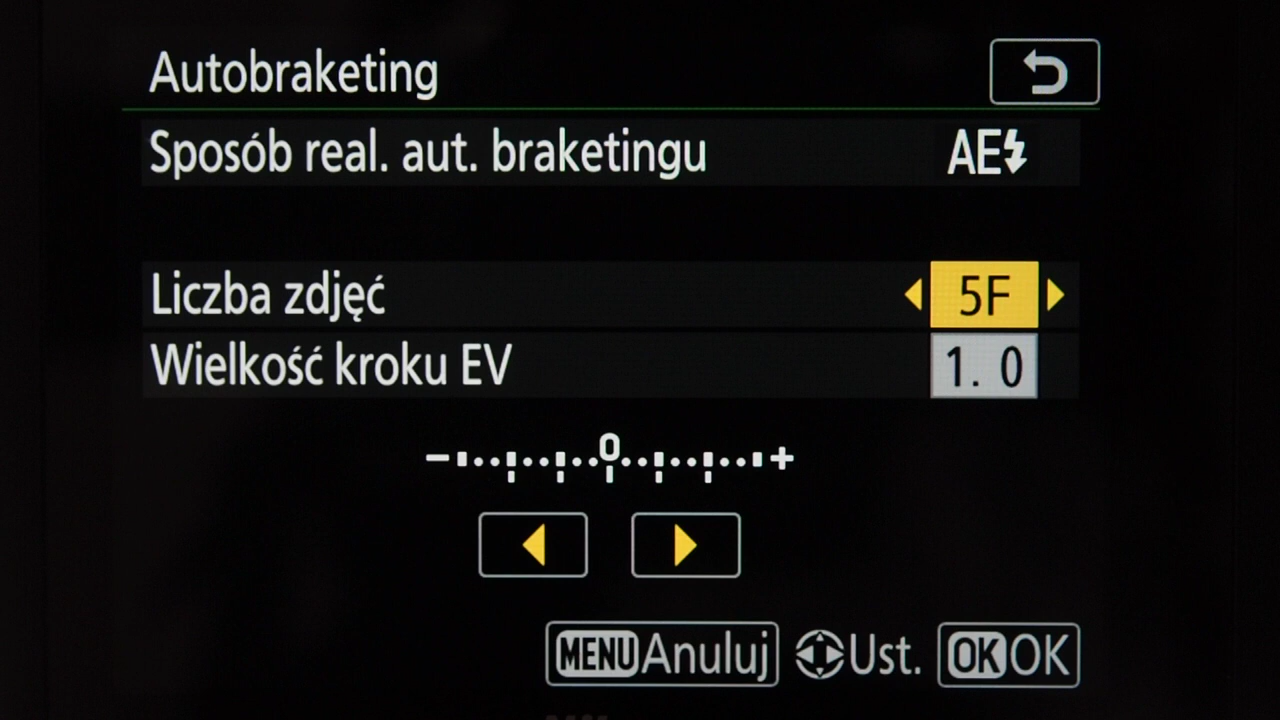 Autobraketing
Sposób real. aut. braketingu AE
Liczba zdjęć 5F
Wielkość kroku EV 1. 0
− 0 +
MENU Anuluj Ust. OK OK